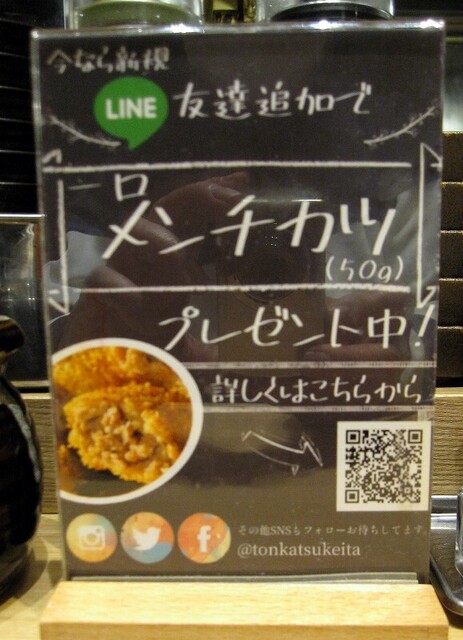 今なら新規
LINE 友達追加で
一口
メンチカツ
(50g)
プレゼント中!
詳しくはこちらから
その他SNSもフォローお待ちしてます。
@tonkatsukeita